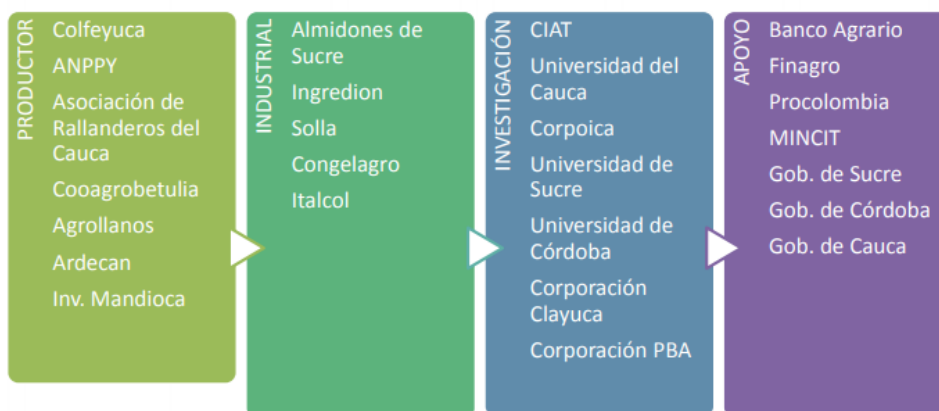 PRODUCTOR
Colfeyuca
ANPPY
Asociación de
Rallanderos del
Cauca
Cooagrobetulia
Agrollanos
Ardecan
Inv. Mandioca
INDUSTRIAL
Almidones de
Sucre
Ingredion
Solla
Congelagro
Italcol
INVESTIGACIÓN
CIAT
Universidad del
Cauca
Corpoica
Universidad de
Sucre
Universidad de
Córdoba
Corporación
Clayuca
Corporación PBA
APOYO
Banco Agrario
Finagro
Procolombia
MINCIT
Gob. de Sucre
Gob. de Córdoba
Gob. de Cauca